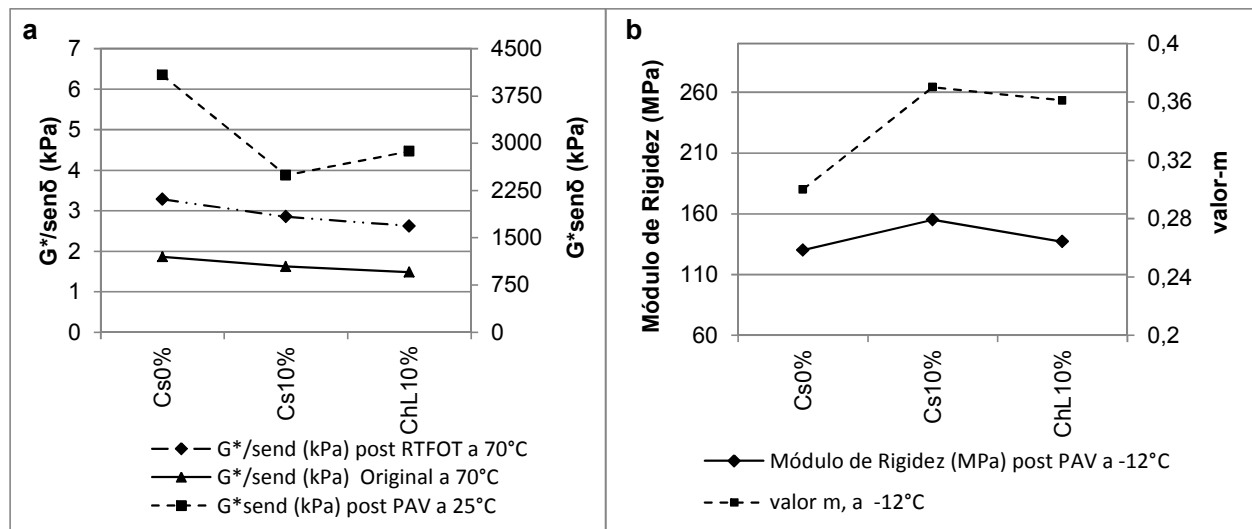 a
7
6
5
4
3
2
1
0
G*/senδ (kPa)
4500
3750
3000
2250
1500
750
0
G*senδ (kPa)
Cs0%
Cs10%
ChL10%
G*/send (kPa) post RTFOT a 70°C
G*/send (kPa) Original a 70°C
G*send (kPa) post PAV a 25°C
b
260
210
160
110
60
Módulo de Rigidez (MPa)
0,4
0,36
0,32
0,28
0,24
0,2
valor-m
Cs0%
Cs10%
ChL10%
Módulo de Rigidez (MPa) post PAV a -12°C
valor m, a -12°C